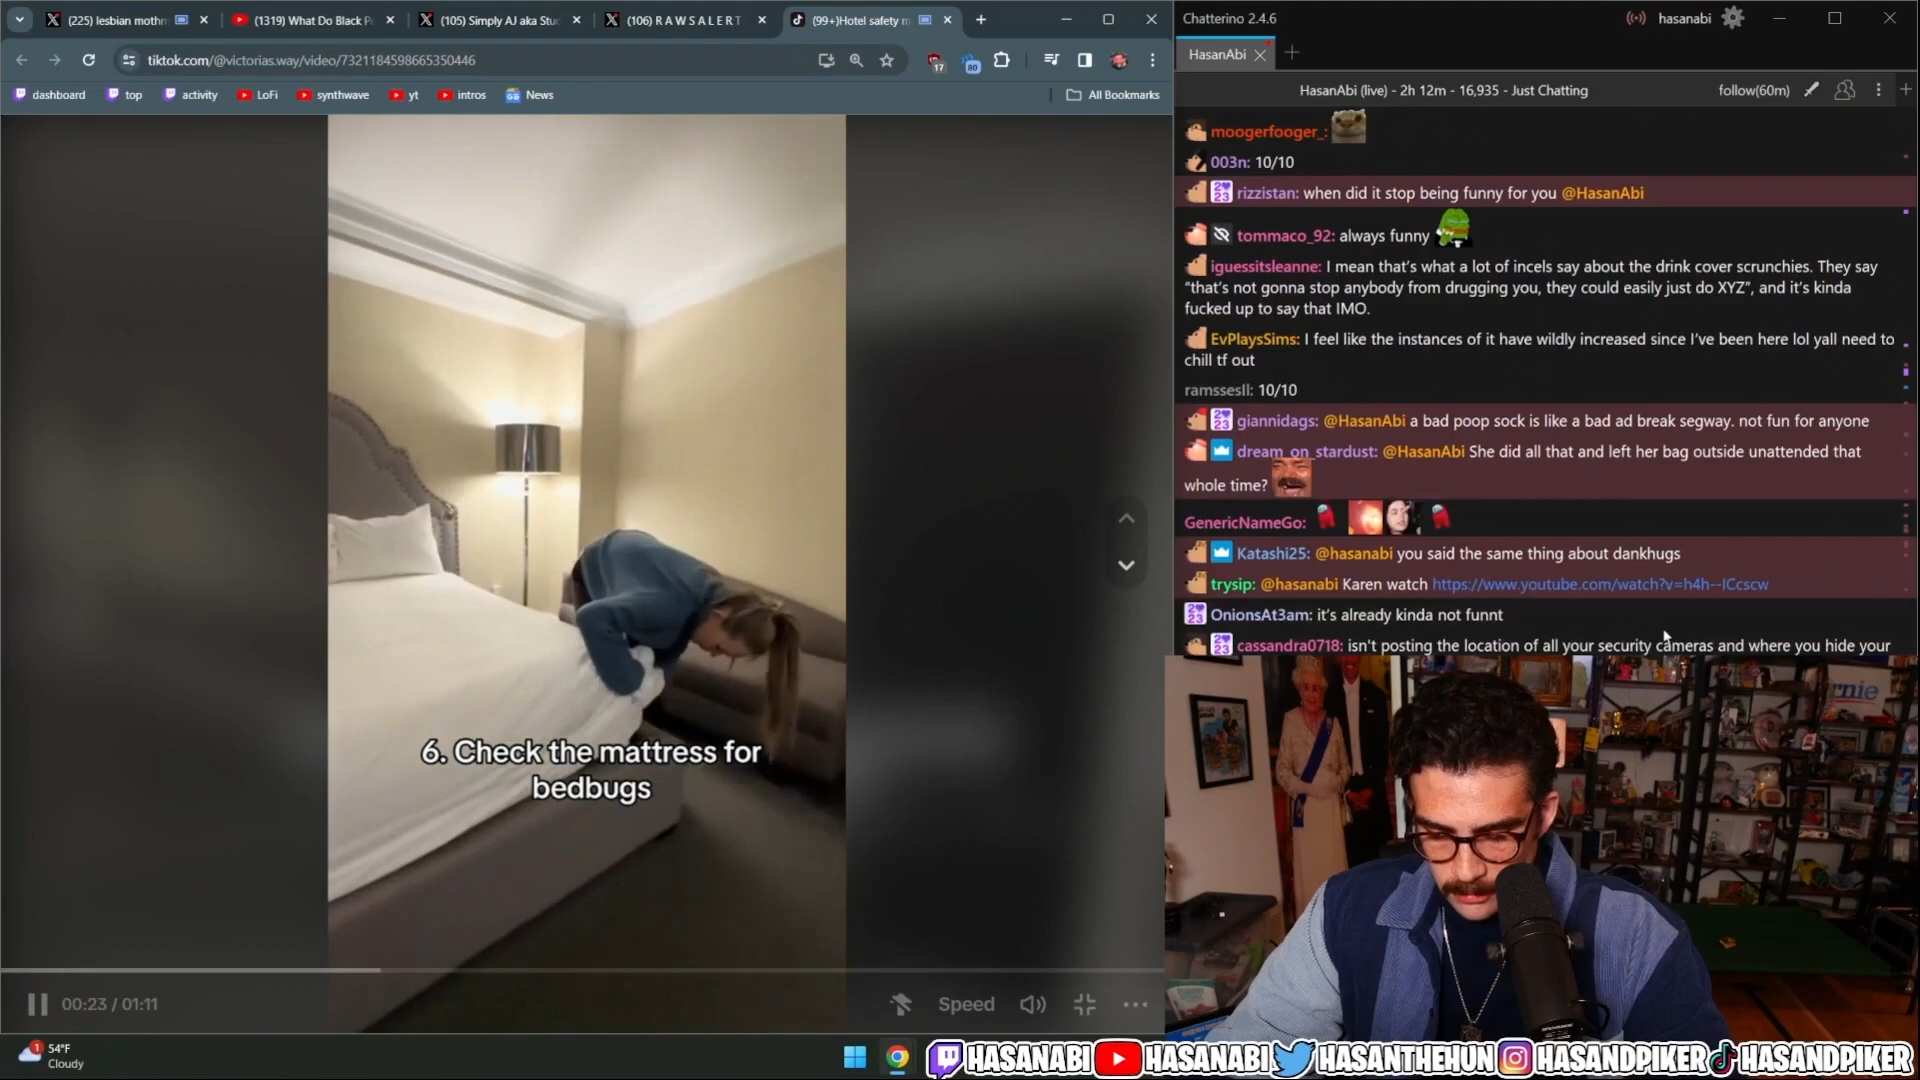 (225) lesbian mothm
(1319) What Do Black Pe
(105) Simply AJ aka Stud
(106) R A W S A L E R T
(99+)Hotel safety m
tiktok.com/@victorias.way/video/7321184598665350446
17
80
dashboard
top
activity
LoFi
synthwave
yt
intros
News
All Bookmarks
6. Check the mattress for
bedbugs
00:23 / 01:11
Speed
1
54°F
Cloudy
Chatterino 2.4.6
hasanabi
HasanAbi
HasanAbi (live) - 2h 12m - 16,935 - Just Chatting
follow(60m)
moogerfooger_:
003n: 10/10
rizzistan: when did it stop being funny for you @HasanAbi
tommaco_92: always funny
iguessitsleanne: I mean that's what a lot of incels say about the drink cover scrunchies. They say
"that's not gonna stop anybody from drugging you, they could easily just do XYZ", and it's kinda
fucked up to say that IMO.
EvPlaysSims: I feel like the instances of it have wildly increased since I've been here lol yall need to
chill tf out
ramssesll: 10/10
giannidags: @HasanAbi a bad poop sock is like a bad ad break segway. not fun for anyone
dream_on_stardust: @HasanAbi She did all that and left her bag outside unattended that
whole time?
GenericNameGo:
Katashi25: @hasanabi you said the same thing about dankhugs
trysip: @hasanabi Karen watch https://www.youtube.com/watch?v=h4h--lCcscw
OnionsAt3am: it's already kinda not funnt
cassandra0718: isn't posting the location of all your security cameras and where you hide your
rnie
HASANABI
HASANABI
HASANTHEHUN
HASANDPIKER
HASANDPIKER